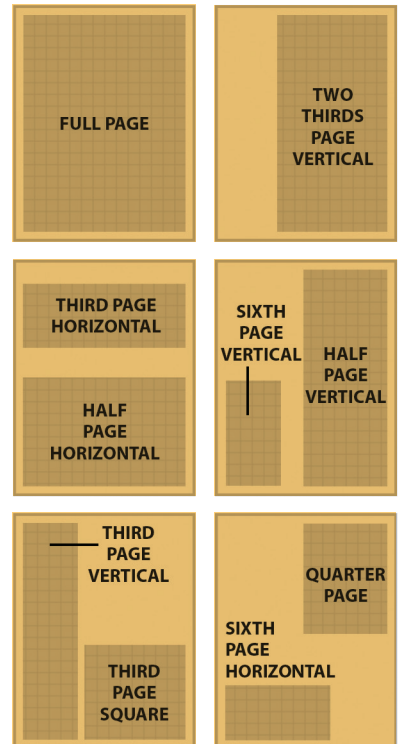 FULL PAGE
TWO
THIRDS
PAGE
VERTICAL
THIRD PAGE
HORIZONTAL
HALF
PAGE
HORIZONTAL
SIXTH
PAGE
VERTICAL
HALF
PAGE
VERTICAL
THIRD
PAGE
VERTICAL
THIRD
PAGE
SQUARE
QUARTER
PAGE
SIXTH
PAGE
HORIZONTAL